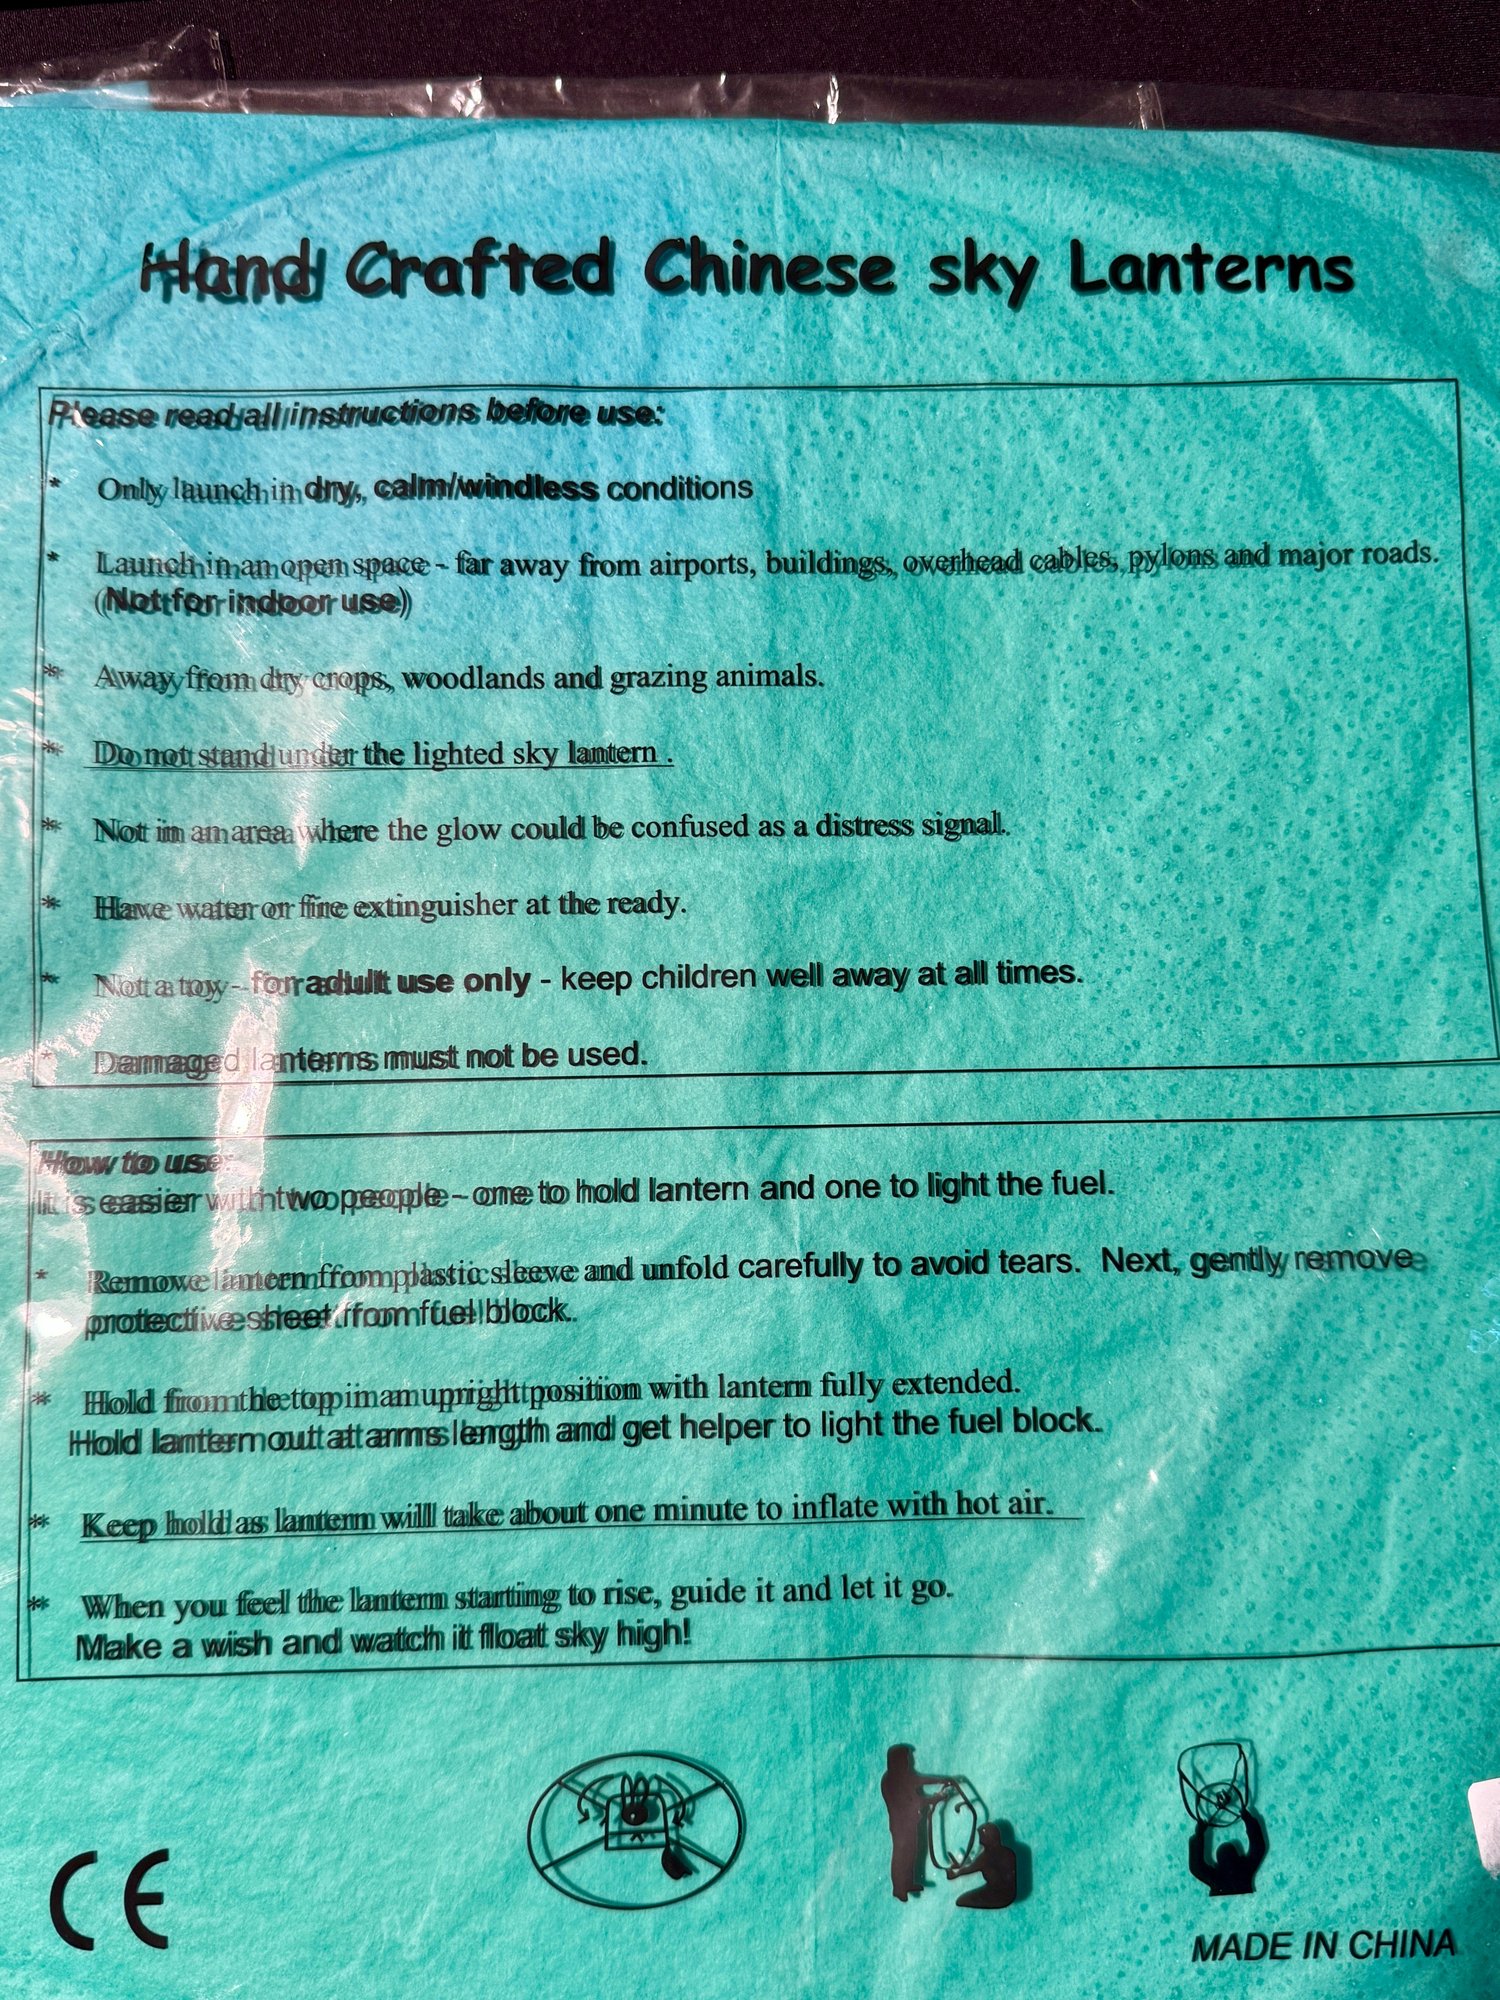 Hand Crafted Chinese sky Lanterns
Please read all instructions before use:
* Only launch in dry, calm/windless conditions
* Launch in an open space - far away from airports, buildings, overhead cables, pylons and major roads.
(Not for indoor use)
* Away from dry crops, woodlands and grazing animals.
* Do not stand under the lighted sky lantern .
* Not in an area where the glow could be confused as a distress signal.
* Have water or fire extinguisher at the ready.
* Not a toy - for adult use only - keep children well away at all times.
* Damaged lanterns must not be used.
How to use:
It is easier with two people - one to hold lantern and one to light the fuel.
* Remove lantern from plastic sleeve and unfold carefully to avoid tears. Next, gently remove
protective sheet from fuel block.
* Hold from the top in an upright position with lantern fully extended.
Hold lantern out at arms length and get helper to light the fuel block.
* Keep hold as lantern will take about one minute to inflate with hot air.
* When you feel the lantern starting to rise, guide it and let it go.
Make a wish and watch it float sky high!
CE
MADE IN CHINA